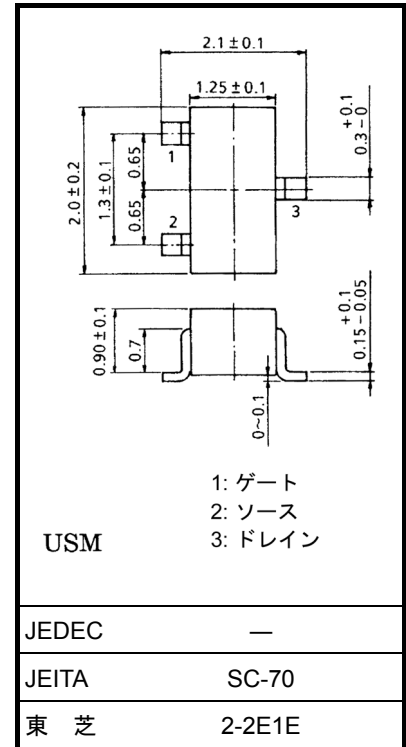 2.1±0.1
1.25±0.1
+0.1
0.3-0
2.0±0.2
1.3±0.1
0.65
0.65
1
2
3
0.90±0.1
0.7
+0.1
0.15-0.05
0~0.1
1: ゲート
2: ソース
3: ドレイン
USM
JEDEC —
JEITA SC-70
東 芝 2-2E1E